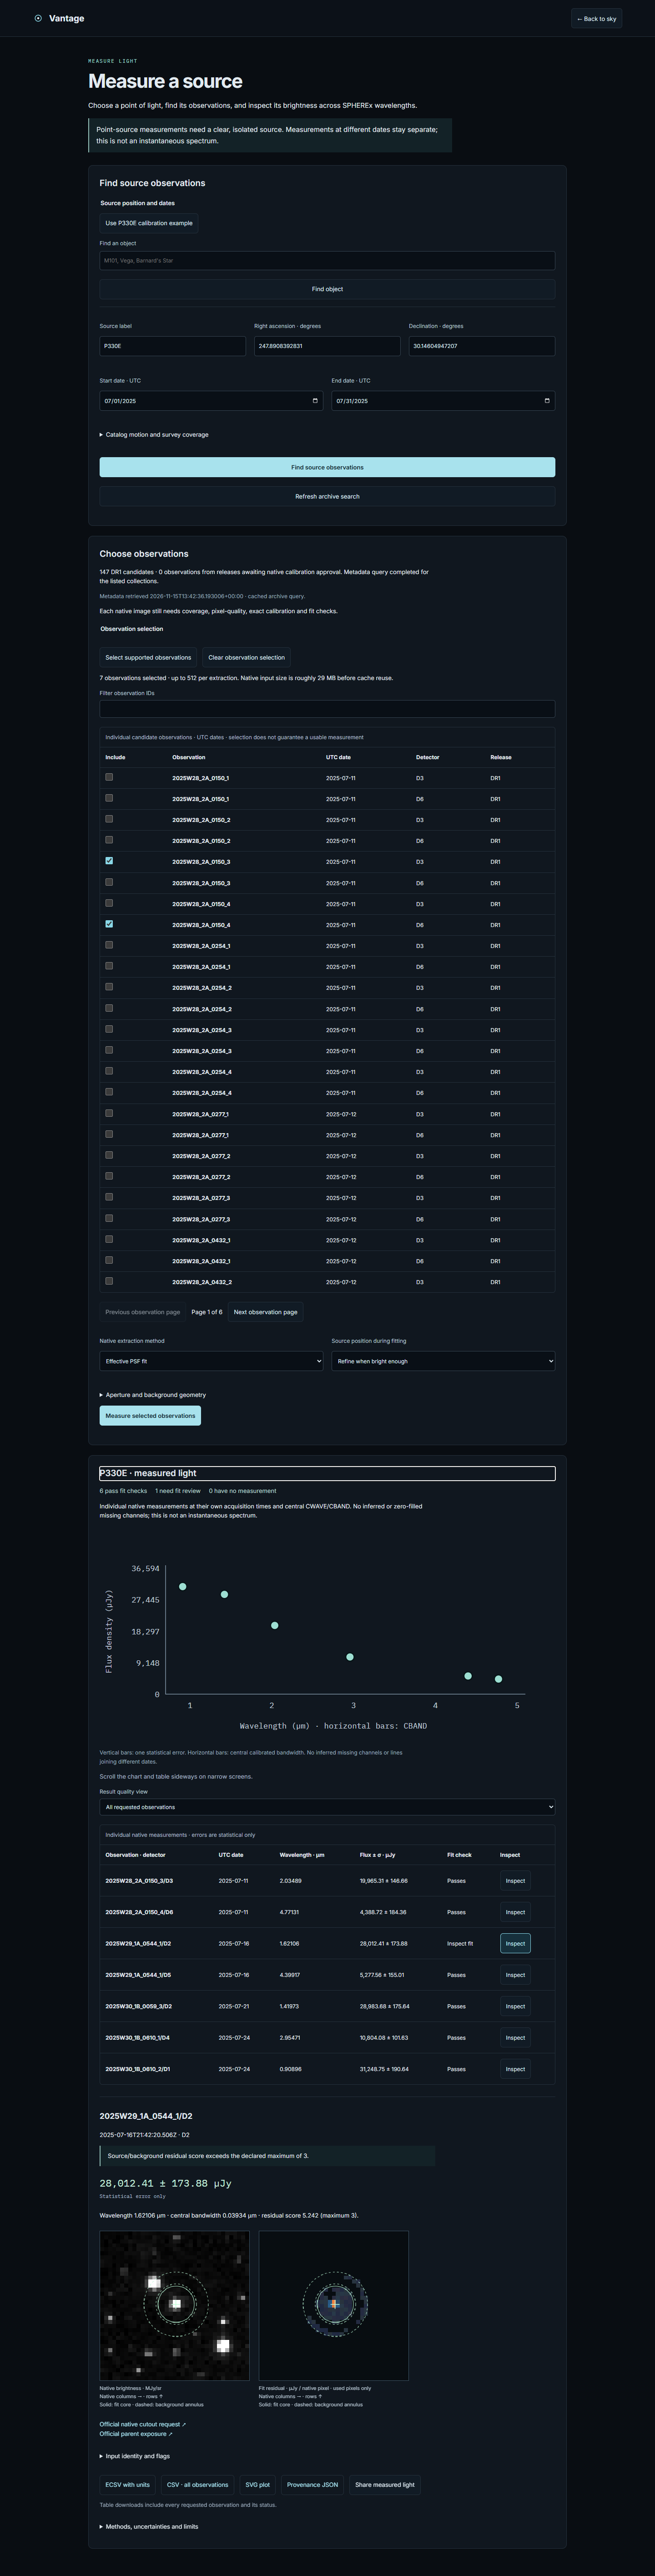 Vantage
← Back to sky
MEASURE LIGHT
Measure a source
Choose a point of light, find its observations, and inspect its brightness across SPHEREx wavelengths.
Point-source measurements need a clear, isolated source. Measurements at different dates stay separate;
this is not an instantaneous spectrum.
Find source observations
Source position and dates
Use P330E calibration example
Find an object
M101, Vega, Barnard's Star
Find object
Source label
Right ascension · degrees
Declination · degrees
P330E
247.8908392831
30.14604947207
Start date · UTC
End date · UTC
07/01/2025
07/31/2025
▸ Catalog motion and survey coverage
Find source observations
Refresh archive search
Choose observations
147 DR1 candidates · 0 observations from releases awaiting native calibration approval. Metadata query completed for
the listed collections.
Metadata retrieved 2026-11-15T13:42:36.193006+00:00 · cached archive query.
Each native image still needs coverage, pixel-quality, exact calibration and fit checks.
Observation selection
Select supported observations
Clear observation selection
7 observations selected · up to 512 per extraction. Native input size is roughly 29 MB before cache reuse.
Filter observation IDs
Individual candidate observations · UTC dates · selection does not guarantee a usable measurement
Include Observation UTC date Detector Release
2025W28_2A_0150_1 2025-07-11 D3 DR1
2025W28_2A_0150_1 2025-07-11 D6 DR1
2025W28_2A_0150_2 2025-07-11 D3 DR1
2025W28_2A_0150_2 2025-07-11 D6 DR1
2025W28_2A_0150_3 2025-07-11 D3 DR1
2025W28_2A_0150_3 2025-07-11 D6 DR1
2025W28_2A_0150_4 2025-07-11 D3 DR1
2025W28_2A_0150_4 2025-07-11 D6 DR1
2025W28_2A_0254_1 2025-07-11 D3 DR1
2025W28_2A_0254_1 2025-07-11 D6 DR1
2025W28_2A_0254_2 2025-07-11 D3 DR1
2025W28_2A_0254_2 2025-07-11 D6 DR1
2025W28_2A_0254_3 2025-07-11 D3 DR1
2025W28_2A_0254_3 2025-07-11 D6 DR1
2025W28_2A_0254_4 2025-07-11 D3 DR1
2025W28_2A_0254_4 2025-07-11 D6 DR1
2025W28_2A_0277_1 2025-07-12 D3 DR1
2025W28_2A_0277_1 2025-07-12 D6 DR1
2025W28_2A_0277_2 2025-07-12 D3 DR1
2025W28_2A_0277_2 2025-07-12 D6 DR1
2025W28_2A_0277_3 2025-07-12 D3 DR1
2025W28_2A_0277_3 2025-07-12 D6 DR1
2025W28_2A_0432_1 2025-07-12 D3 DR1
2025W28_2A_0432_1 2025-07-12 D6 DR1
2025W28_2A_0432_2 2025-07-12 D3 DR1
Previous observation page
Page 1 of 6
Next observation page
Native extraction method
Source position during fitting
Effective PSF fit
Refine when bright enough
▸ Aperture and background geometry
Measure selected observations
P330E · measured light
6 pass fit checks 1 need fit review 0 have no measurement
Individual native measurements at their own acquisition times and central CWAVE/CBAND. No inferred or zero-filled
missing channels; this is not an instantaneous spectrum.
Flux density (µJy)
36,594
27,445
18,297
9,148
0
1 2 3 4 5
Wavelength (µm) · horizontal bars: CBAND
Vertical bars: one statistical error. Horizontal bars: central calibrated bandwidth. No inferred missing channels or lines
joining different dates.
Scroll the chart and table sideways on narrow screens.
Result quality view
All requested observations
Individual native measurements · errors are statistical only
Observation · detector UTC date Wavelength · µm Flux ± σ · µJy Fit check Inspect
2025W28_2A_0150_3/D3 2025-07-11 2.03489 19,965.31 ± 146.66 Passes Inspect
2025W28_2A_0150_4/D6 2025-07-11 4.77131 4,388.72 ± 184.36 Passes Inspect
2025W29_1A_0544_1/D2 2025-07-16 1.62106 28,012.41 ± 173.88 Inspect fit Inspect
2025W29_1A_0544_1/D5 2025-07-16 4.39917 5,277.56 ± 155.01 Passes Inspect
2025W30_1B_0059_3/D2 2025-07-21 1.41973 28,983.68 ± 175.64 Passes Inspect
2025W30_1B_0610_1/D4 2025-07-24 2.95471 10,804.08 ± 101.63 Passes Inspect
2025W30_1B_0610_2/D1 2025-07-24 0.90896 31,248.75 ± 190.64 Passes Inspect
2025W29_1A_0544_1/D2
2025-07-16T21:42:20.506Z · D2
Source/background residual score exceeds the declared maximum of 3.
28,012.41 ± 173.88 µJy
Statistical error only
Wavelength 1.62106 µm · central bandwidth 0.03934 µm · residual score 5.242 (maximum 3).
Native brightness · MJy/sr
Native columns → · rows ↑
Solid: fit core · dashed: background annulus
Fit residual · µJy / native pixel · used pixels only
Native columns → · rows ↑
Solid: fit core · dashed: background annulus
Official native cutout request ↗
Official parent exposure ↗
▸ Input identity and flags
ECSV with units
CSV · all observations
SVG plot
Provenance JSON
Share measured light
Table downloads include every requested observation and its status.
▸ Methods, uncertainties and limits